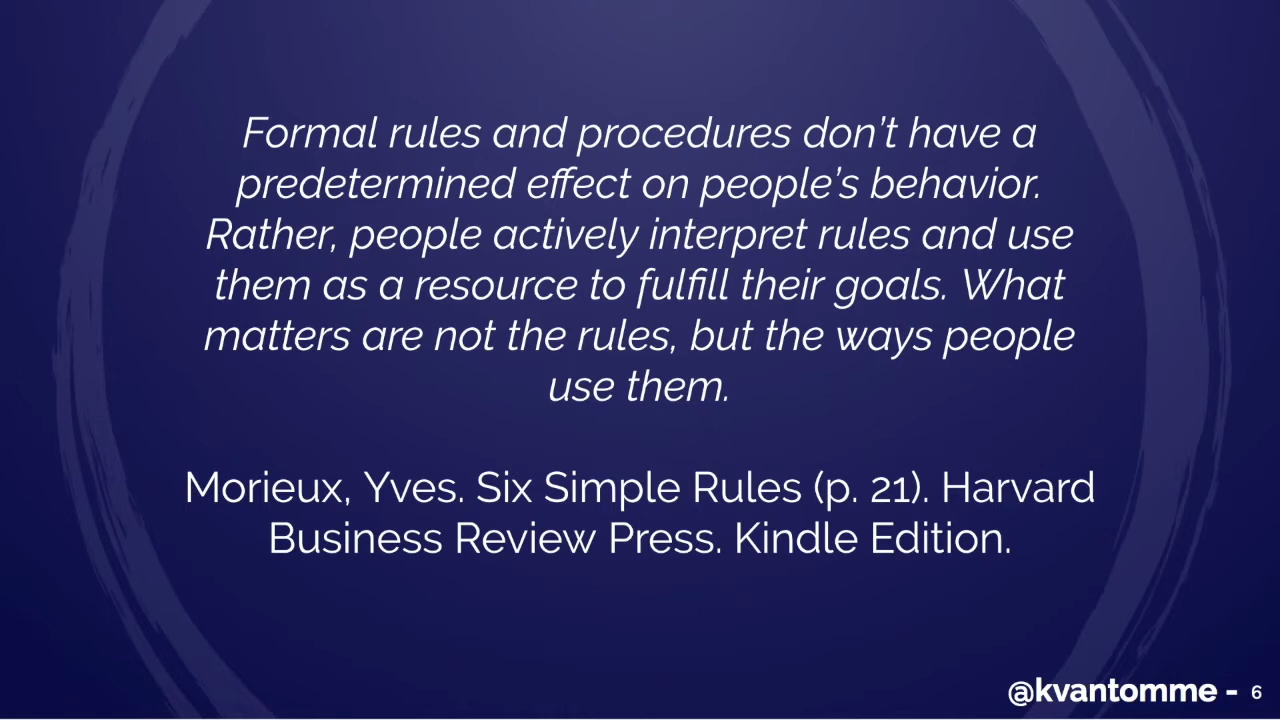 Formal rules and procedures don't have a
predetermined effect on people's behavior.
Rather, people actively interpret rules and use
them as a resource to fulfill their goals. What
matters are not the rules, but the ways people
use them.
Morieux, Yves. Six Simple Rules (p. 21). Harvard
Business Review Press. Kindle Edition.
@kvantomme - 6